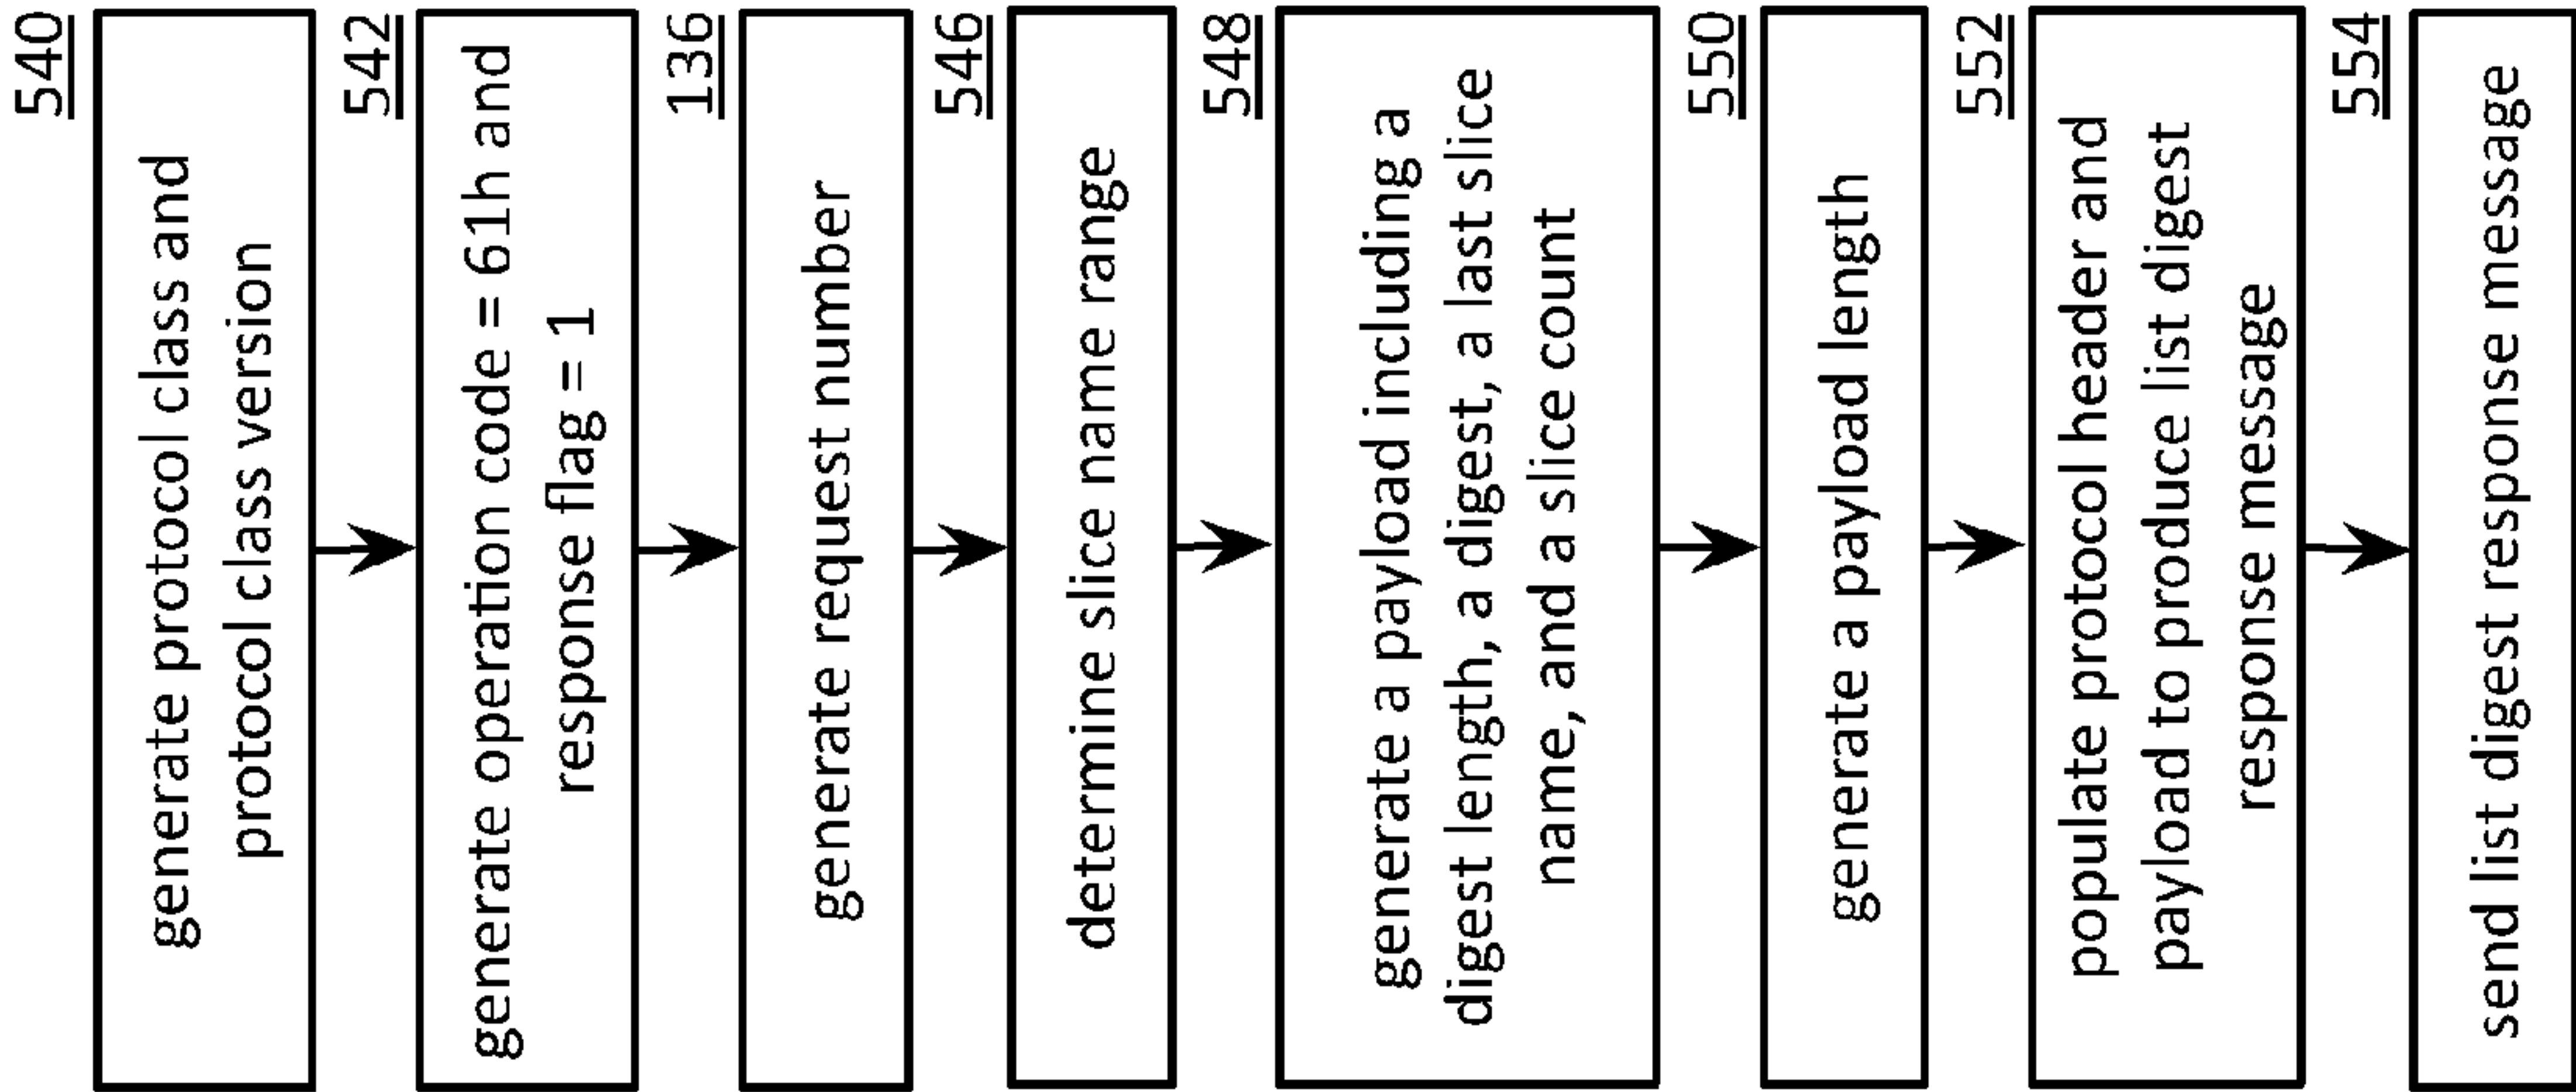 540
generate protocol class and
protocol class version
542
generate operation code = 61h and
response flag = 1
136
generate request number
546
determine slice name range
548
generate a payload including a
digest length, a digest, a last slice
name, and a slice count
550
generate a payload length
552
populate protocol header and
payload to produce list digest
response message
554
send list digest response message